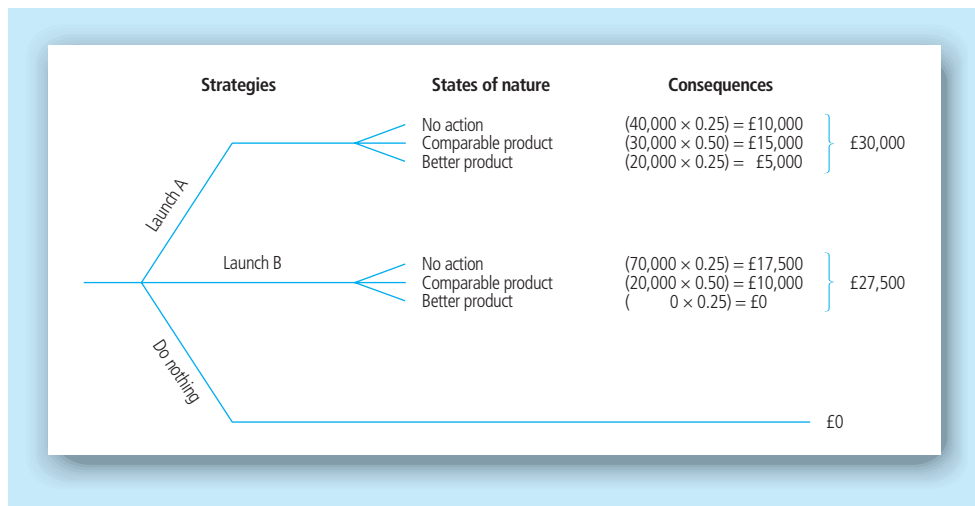 Strategies States of nature Consequences
No action (40,000 × 0.25) = £10,000
Comparable product (30,000 × 0.50) = £15,000 £30,000
Better product (20,000 × 0.25) = £5,000
Launch A
Launch B
No action (70,000 × 0.25) = £17,500
Comparable product (20,000 × 0.50) = £10,000 £27,500
Better product ( 0 × 0.25) = £0
Do nothing
£0